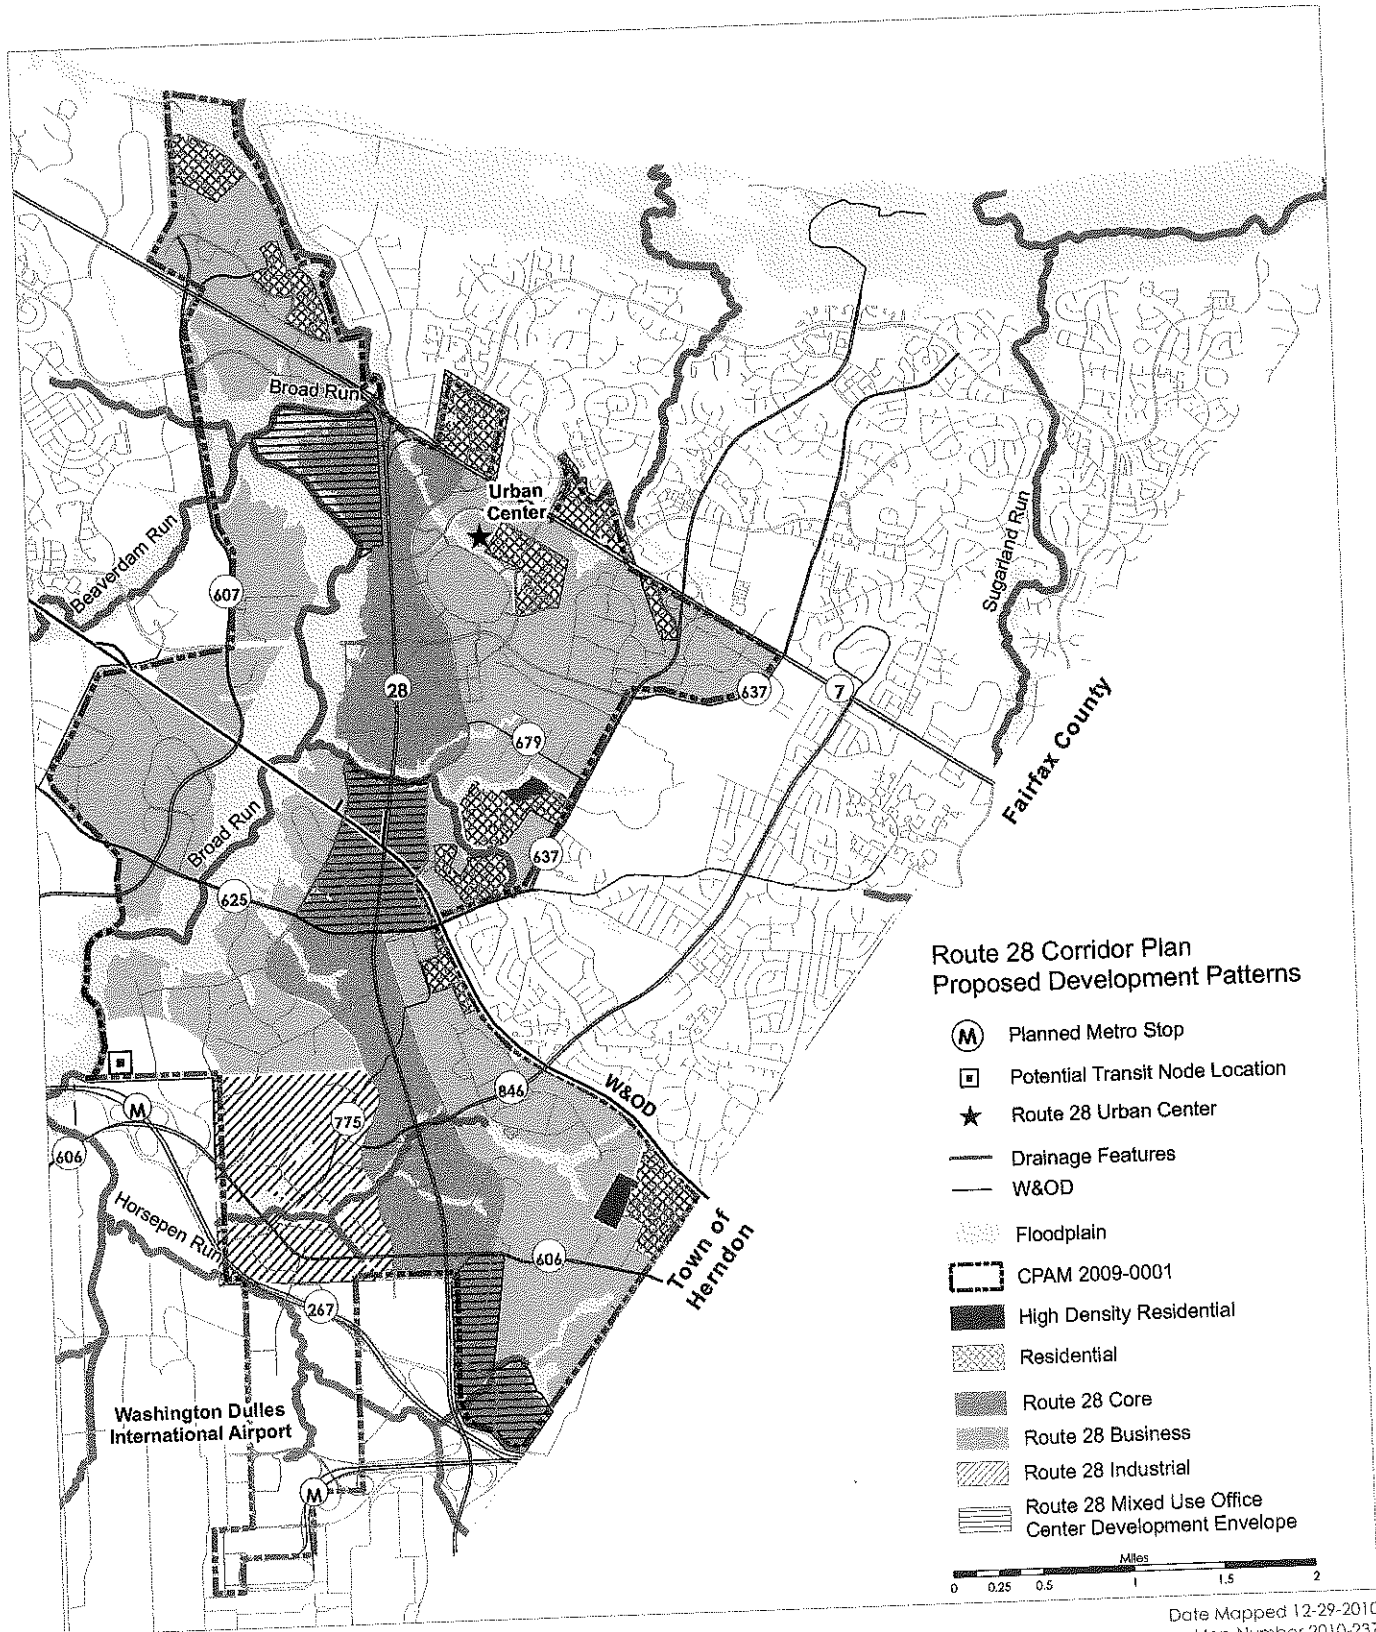 Broad Run
Urban
Center
Beaverdam Run
607
Sugarland Run
28
637
7
679
Fairfax County
Broad Run
637
625
M
775
846
W&OD
606
Horsepen Run
606
Town of
Herndon
267
Washington Dulles
International Airport
M
Route 28 Corridor Plan
Proposed Development Patterns
M Planned Metro Stop
Potential Transit Node Location
Route 28 Urban Center
Drainage Features
W&OD
Floodplain
CPAM 2009-0001
High Density Residential
Residential
Route 28 Core
Route 28 Business
Route 28 Industrial
Route 28 Mixed Use Office
Center Development Envelope
Miles
0 0.25 0.5 1 1.5 2
Date Mapped 12-29-2010
Map Number 2010-237